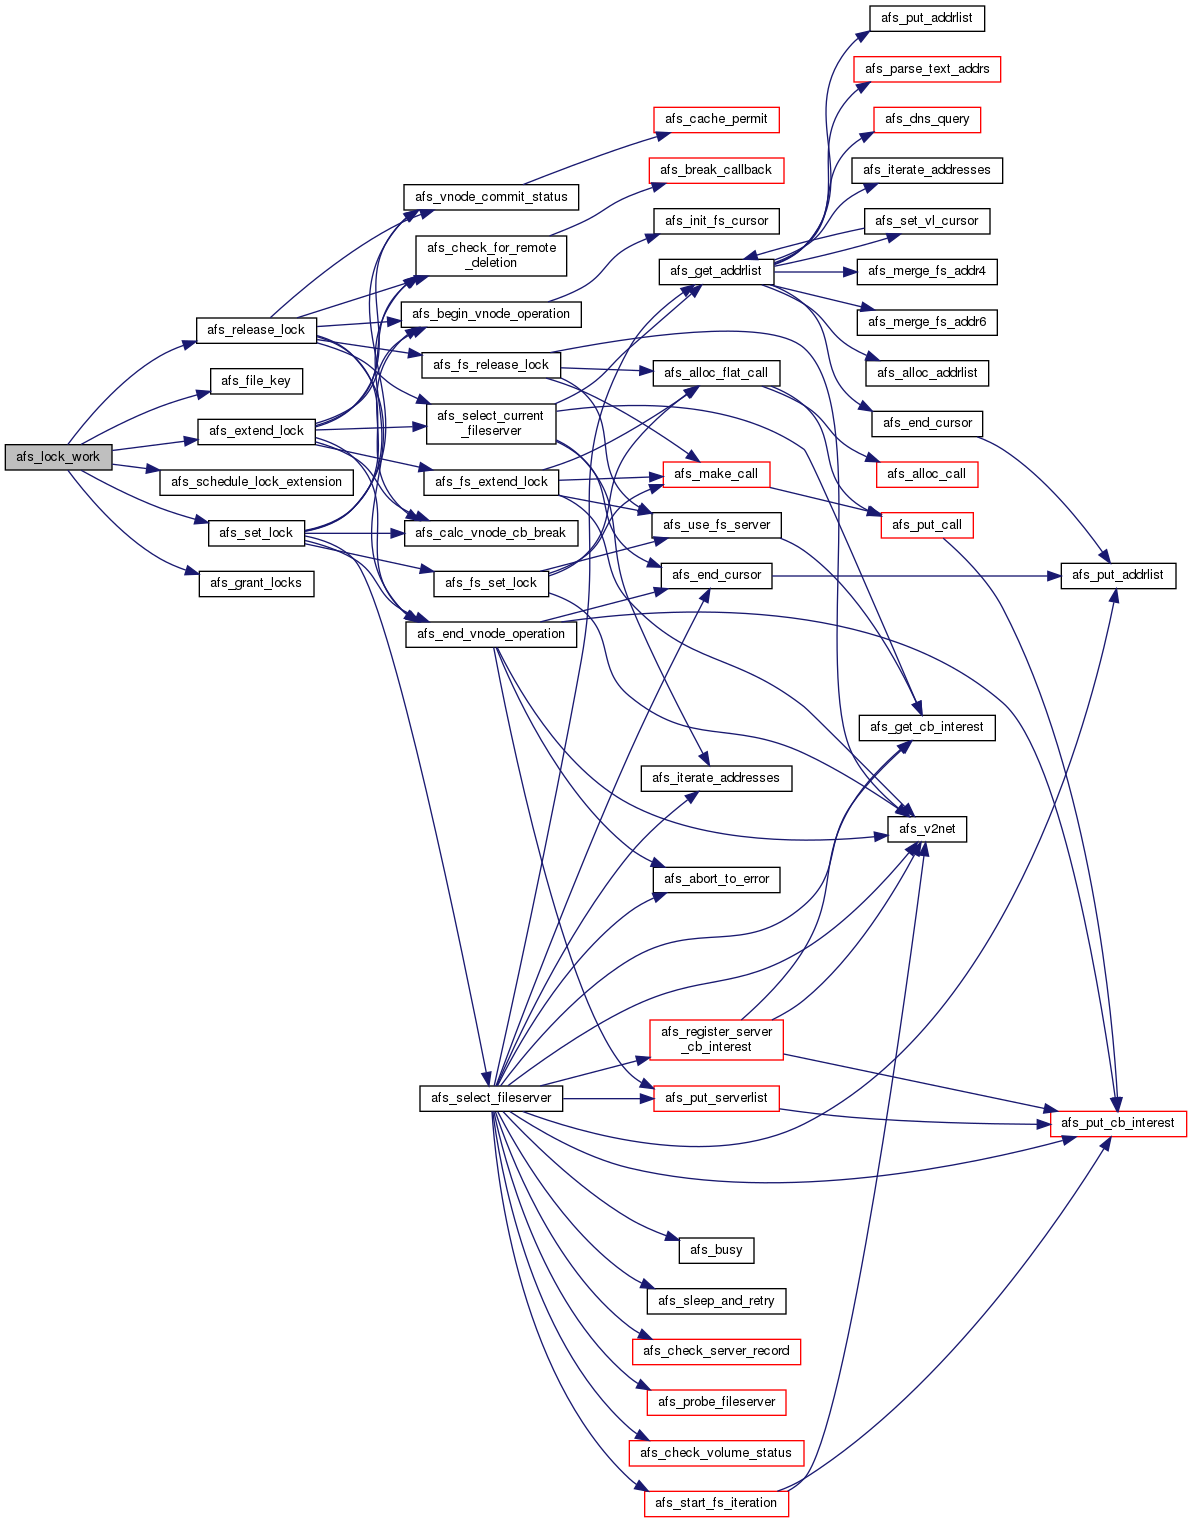 afs_put_addrlist
afs_parse_text_addrs
afs_cache_permit
afs_dns_query
afs_break_callback
afs_iterate_addresses
afs_vnode_commit_status
afs_init_fs_cursor
afs_set_vl_cursor
afs_check_for_remote
_deletion
afs_get_addrlist
afs_merge_fs_addr4
afs_begin_vnode_operation
afs_merge_fs_addr6
afs_release_lock
afs_fs_release_lock
afs_alloc_flat_call
afs_alloc_addrlist
afs_file_key
afs_select_current
_fileserver
afs_end_cursor
afs_extend_lock
afs_lock_work
afs_schedule_lock_extension
afs_fs_extend_lock
afs_make_call
afs_alloc_call
afs_set_lock
afs_calc_vnode_cb_break
afs_use_fs_server
afs_put_call
afs_grant_locks
afs_fs_set_lock
afs_end_cursor
afs_put_addrlist
afs_end_vnode_operation
afs_get_cb_interest
afs_iterate_addresses
afs_v2net
afs_abort_to_error
afs_register_server
_cb_interest
afs_select_fileserver
afs_put_serverlist
afs_put_cb_interest
afs_busy
afs_sleep_and_retry
afs_check_server_record
afs_probe_fileserver
afs_check_volume_status
afs_start_fs_iteration